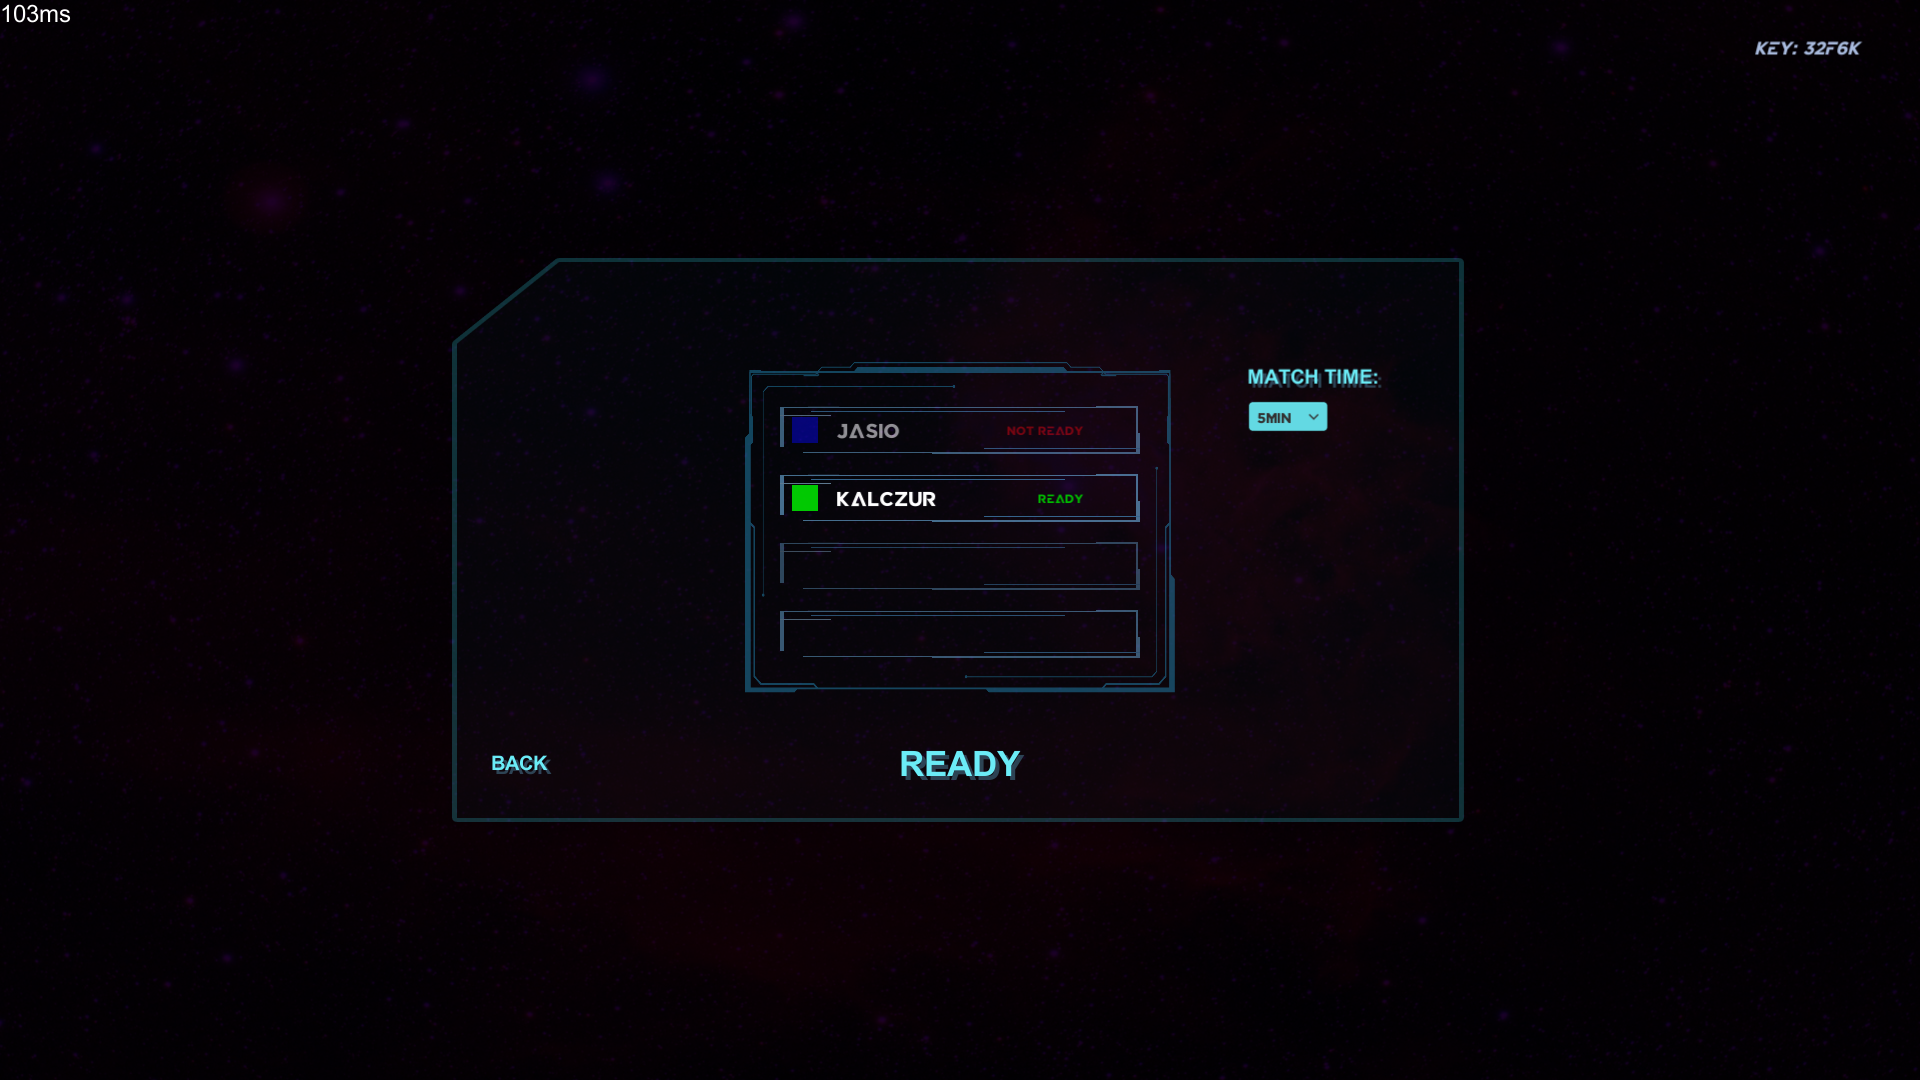 103ms
KEY: 32F6K
MATCH TIME:
5MIN
JASIO NOT READY
KALCZUR READY
BACK
READY